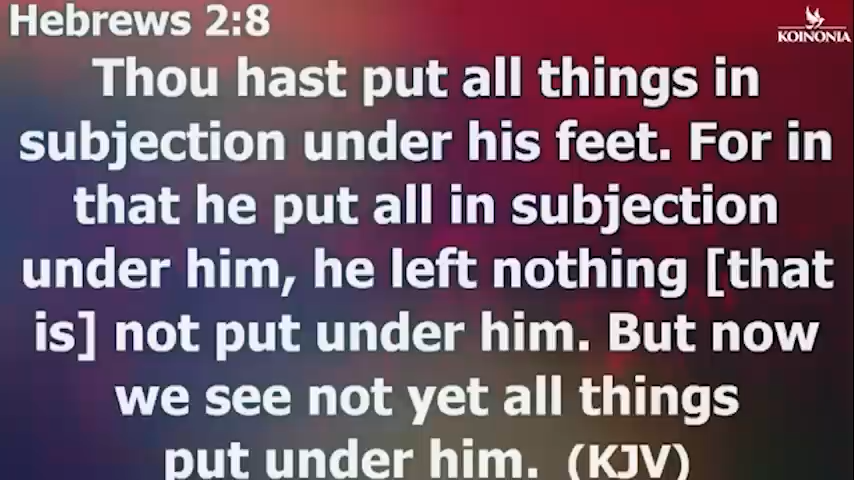 Hebrews 2:8
KOINONIA
Thou hast put all things in
subjection under his feet. For in
that he put all in subjection
under him, he left nothing [that
is] not put under him. But now
we see not yet all things
put under him. (KJV)